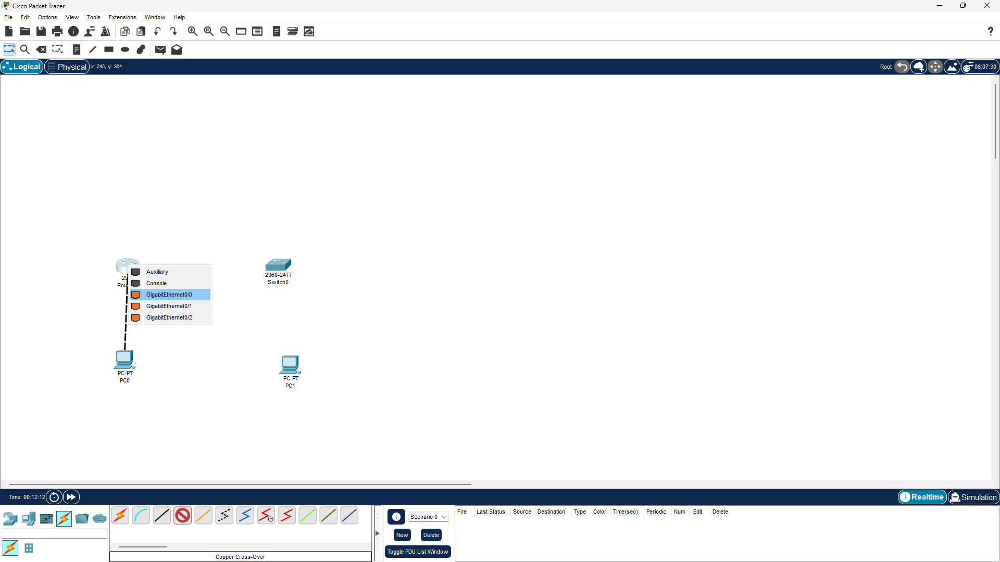 Cisco Packet Tracer
File Edit Options View Tools Extensions Window Help
Logical Physical x: 245, y: 364 Root 06:07:30
29
Rou
Auxiliary
Console
GigabitEthernet0/0
GigabitEthernet0/1
GigabitEthernet0/2
2960-24TT
Switch0
PC-PT
PC0
PC-PT
PC1
Time: 00:12:12 Realtime Simulation
Scenario 0
New Delete
Toggle PDU List Window
Fire Last Status Source Destination Type Color Time(sec) Periodic Num Edit Delete
Copper Cross-Over